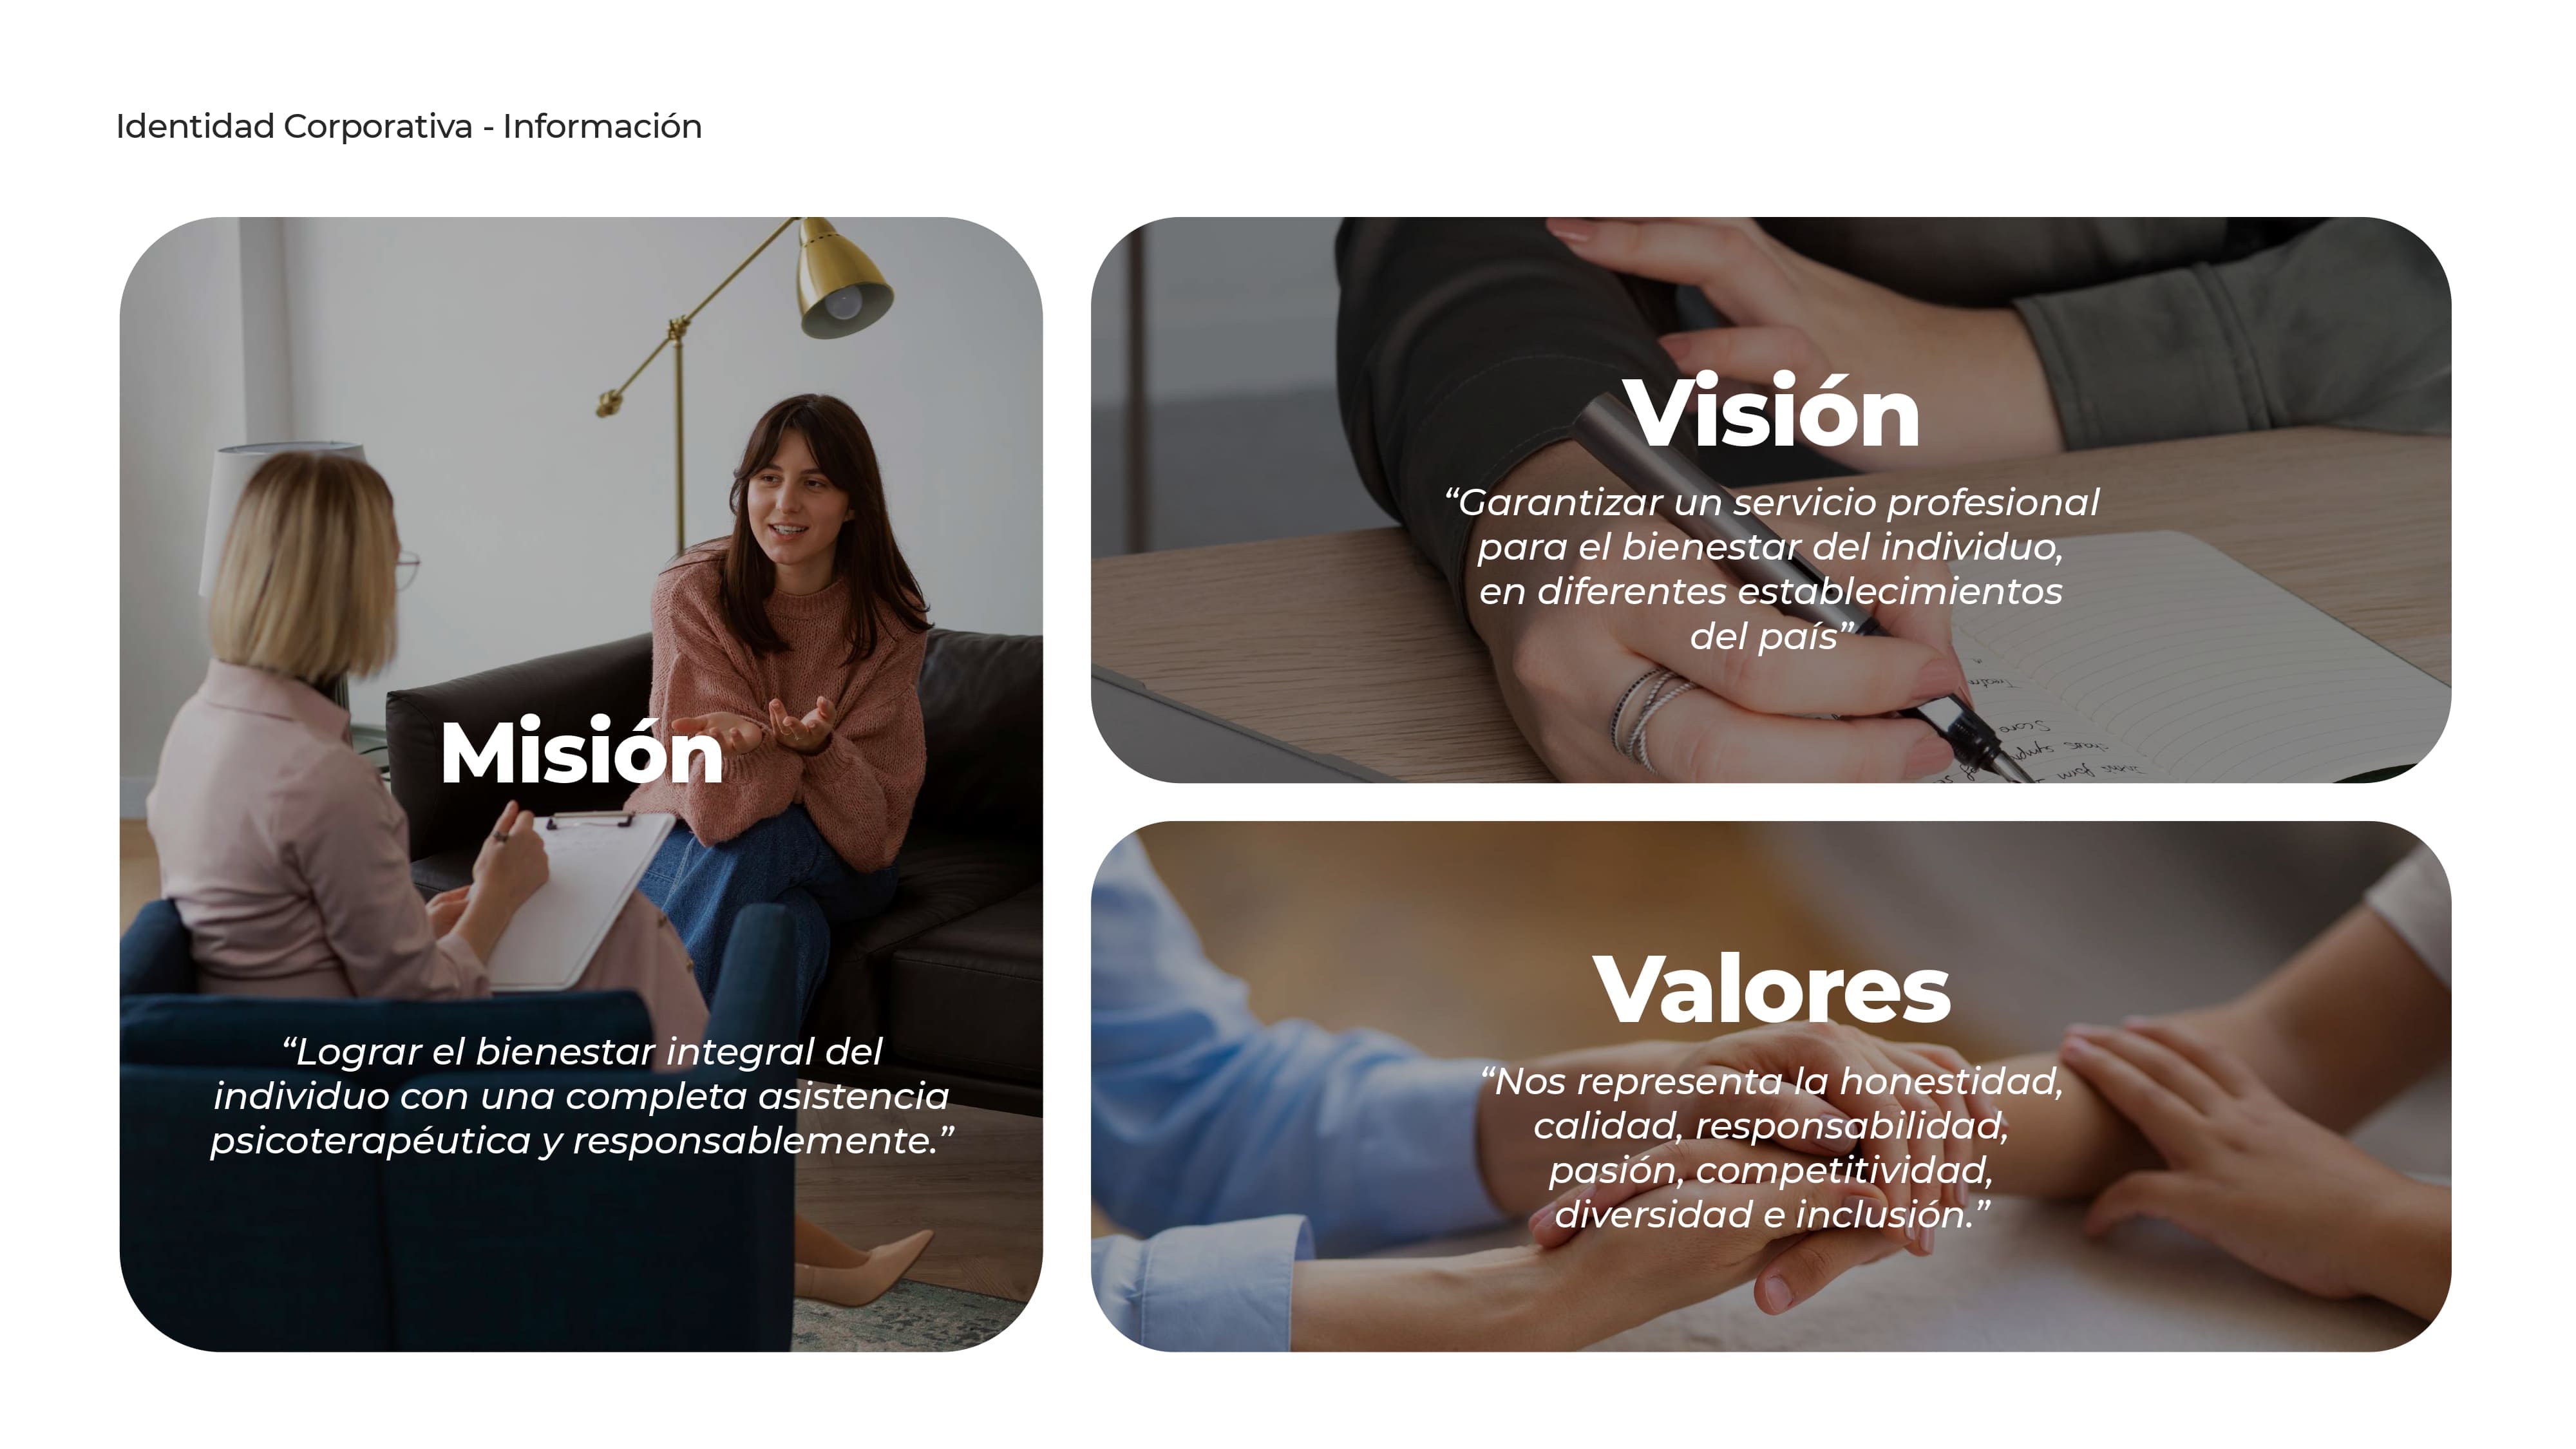 Identidad Corporativa - Información
Misión
“Lograr el bienestar integral del
individuo con una completa asistencia
psicoterapéutica y responsablemente.”
Visión
“Garantizar un servicio profesional
para el bienestar del individuo,
en diferentes establecimientos
del país”
Valores
“Nos representa la honestidad,
calidad, responsabilidad,
pasión, competitividad,
diversidad e inclusión.”